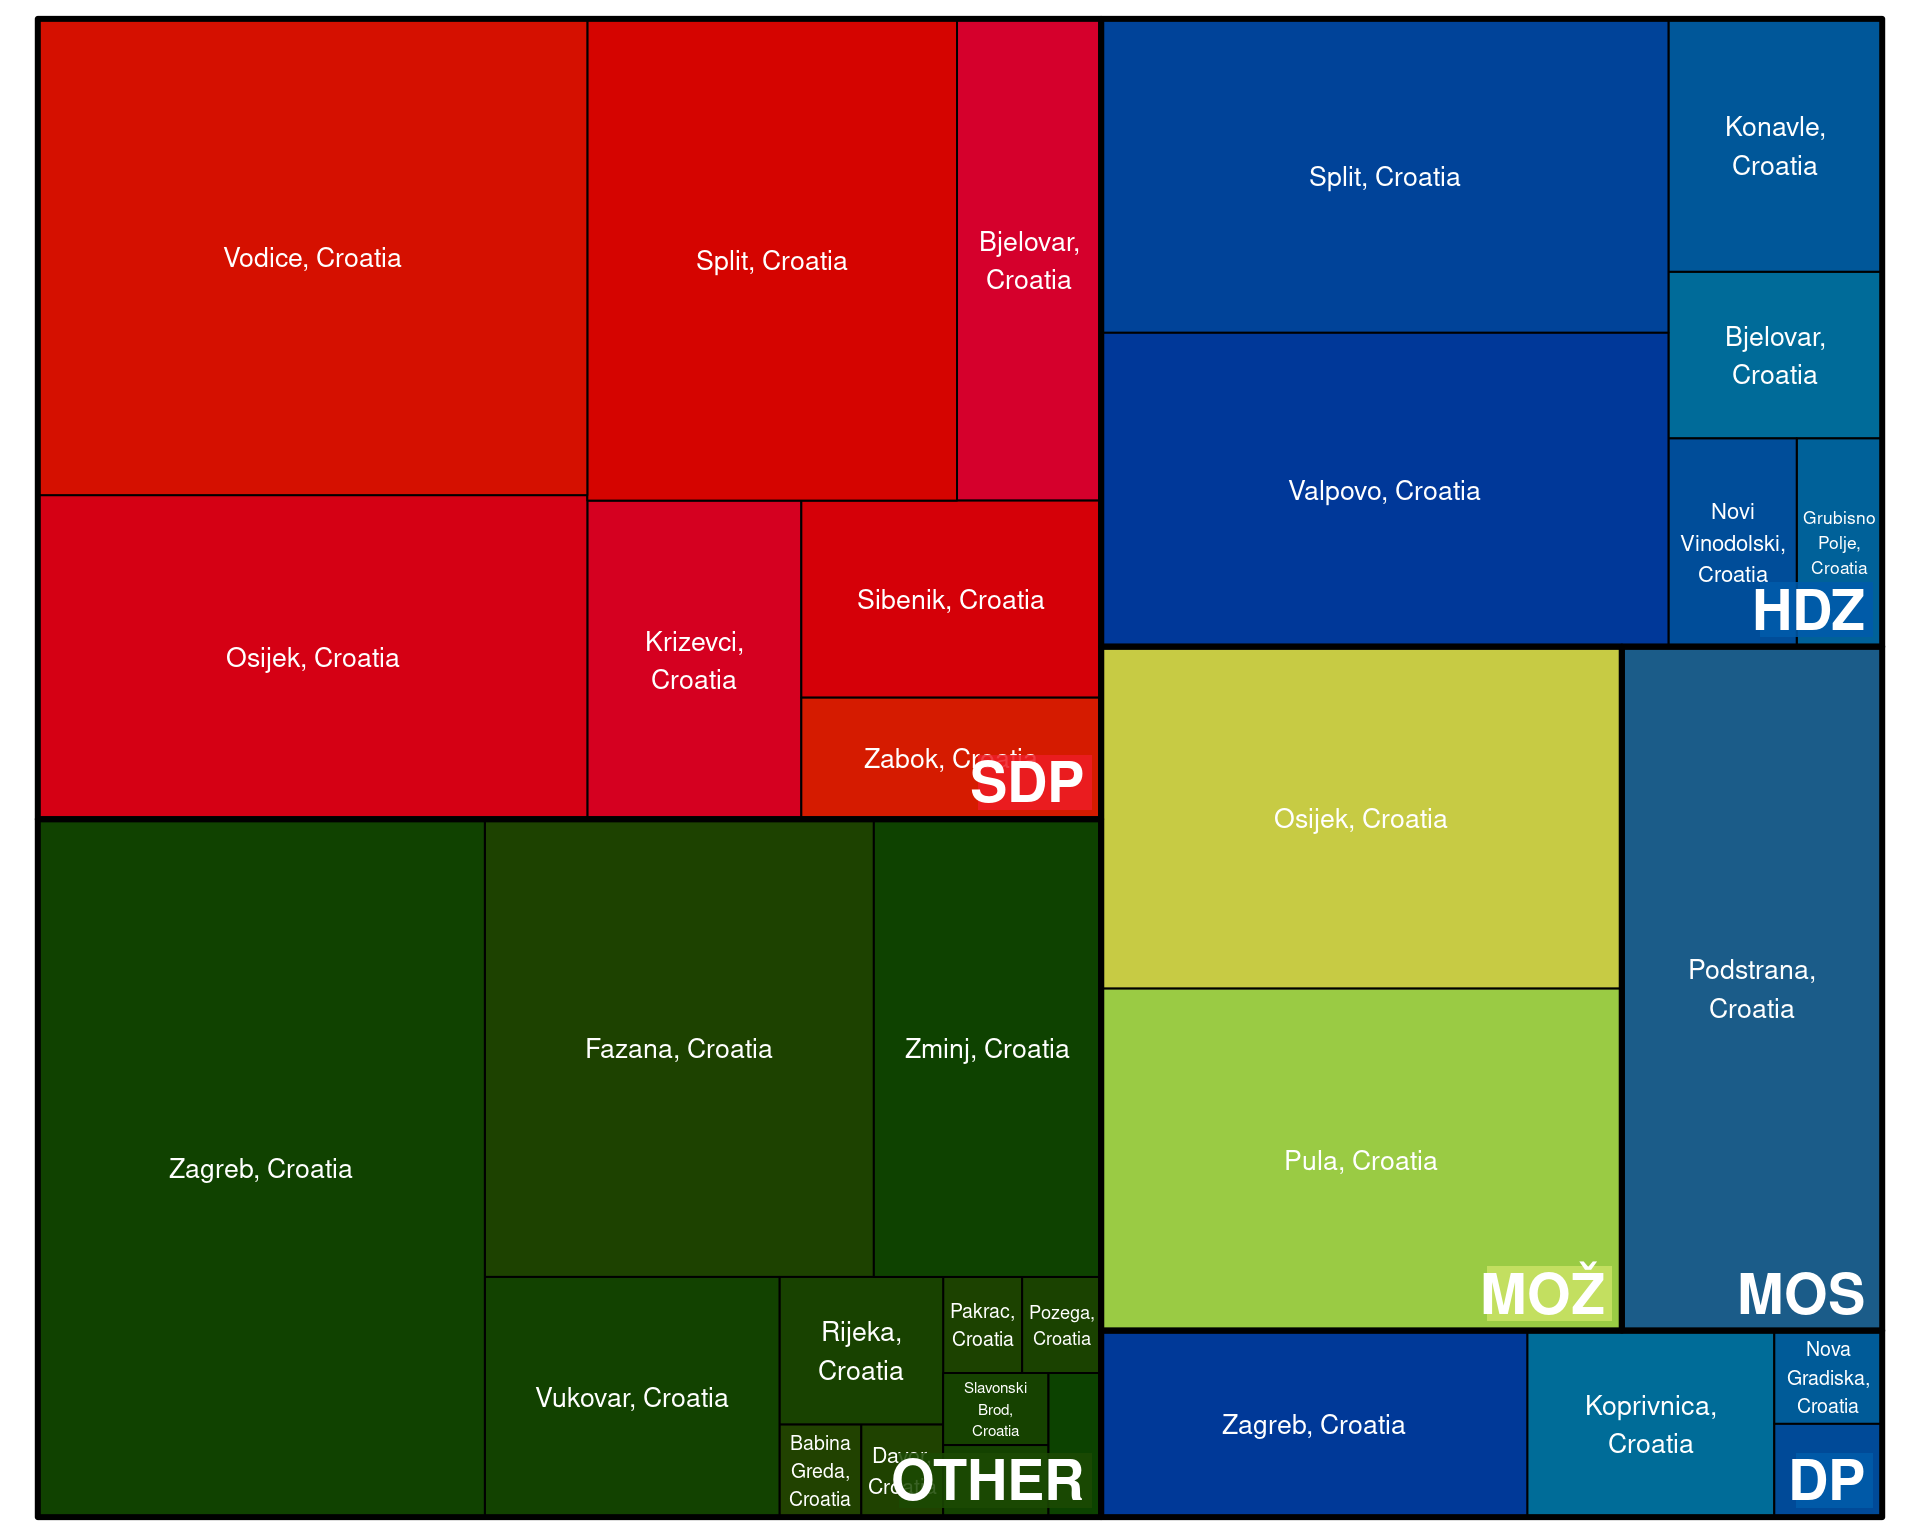 Vodice, Croatia
Split, Croatia
Bjelovar,
Croatia
Osijek, Croatia
Krizevci,
Croatia
Sibenik, Croatia
Zabok, Croatia
SDP
Split, Croatia
Konavle,
Croatia
Bjelovar,
Croatia
Valpovo, Croatia
Novi
Vinodolski,
Croatia
Grubisno
Polje,
Croatia
HDZ
Zagreb, Croatia
Fazana, Croatia
Zminj, Croatia
Vukovar, Croatia
Rijeka,
Croatia
Pakrac,
Croatia
Pozega,
Croatia
Slavonski
Brod,
Croatia
Babina
Greda,
Croatia
Davor,
Croatia
OTHER
Osijek, Croatia
Pula, Croatia
MOŽ
Podstrana,
Croatia
MOS
Zagreb, Croatia
Koprivnica,
Croatia
Nova
Gradiska,
Croatia
DP